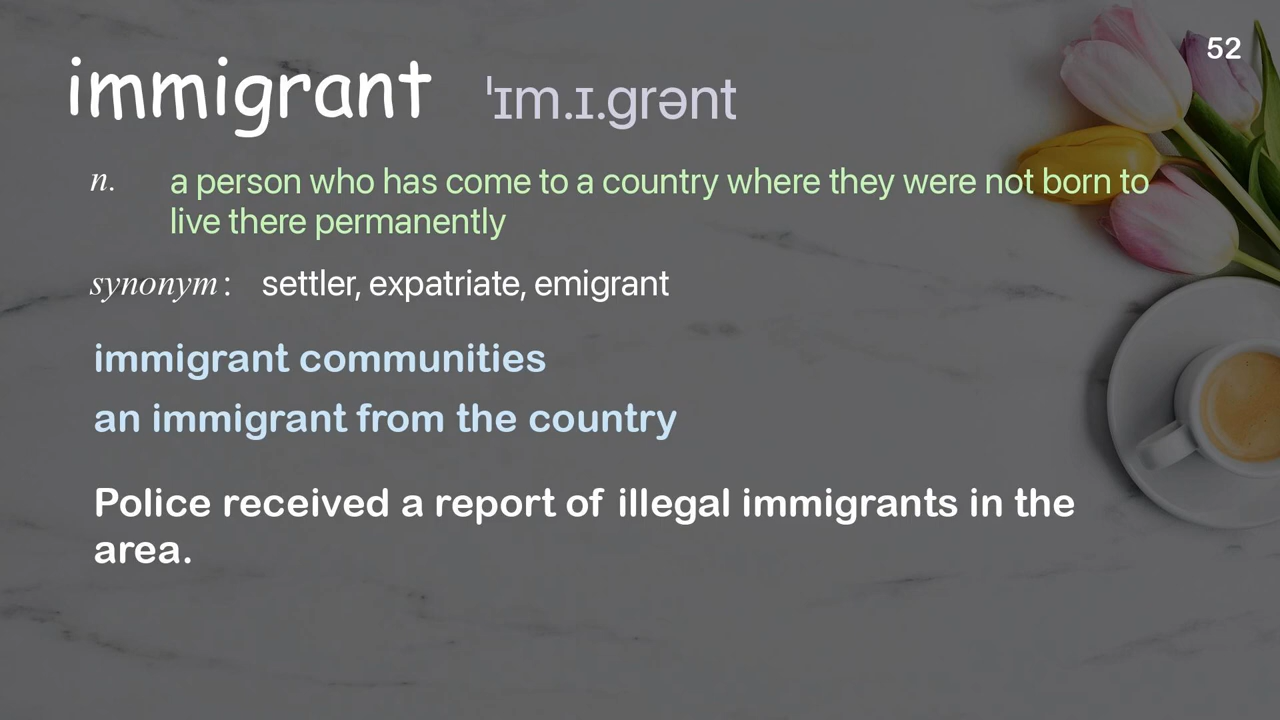 52
immigrant ˈɪm.ɪ.grənt
n. a person who has come to a country where they were not born to
live there permanently
synonym: settler, expatriate, emigrant
immigrant communities
an immigrant from the country
Police received a report of illegal immigrants in the
area.